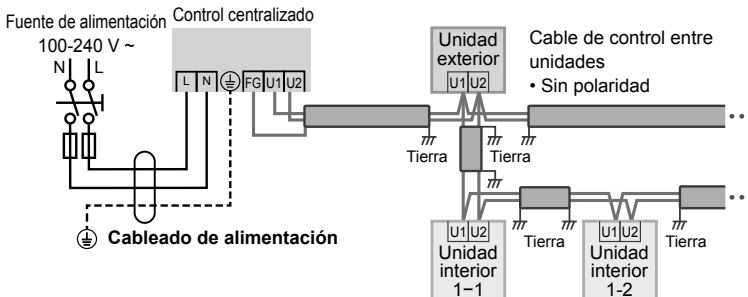 Fuente de alimentación
100-240 V ~
N L
Control centralizado
L N FG U1 U2
Unidad
exterior
U1 U2
Cable de control entre
unidades
• Sin polaridad
Tierra
Tierra
Cableado de alimentación
U1 U2
Unidad
interior
1−1
Tierra
U1 U2
Unidad
interior
1-2
Tierra